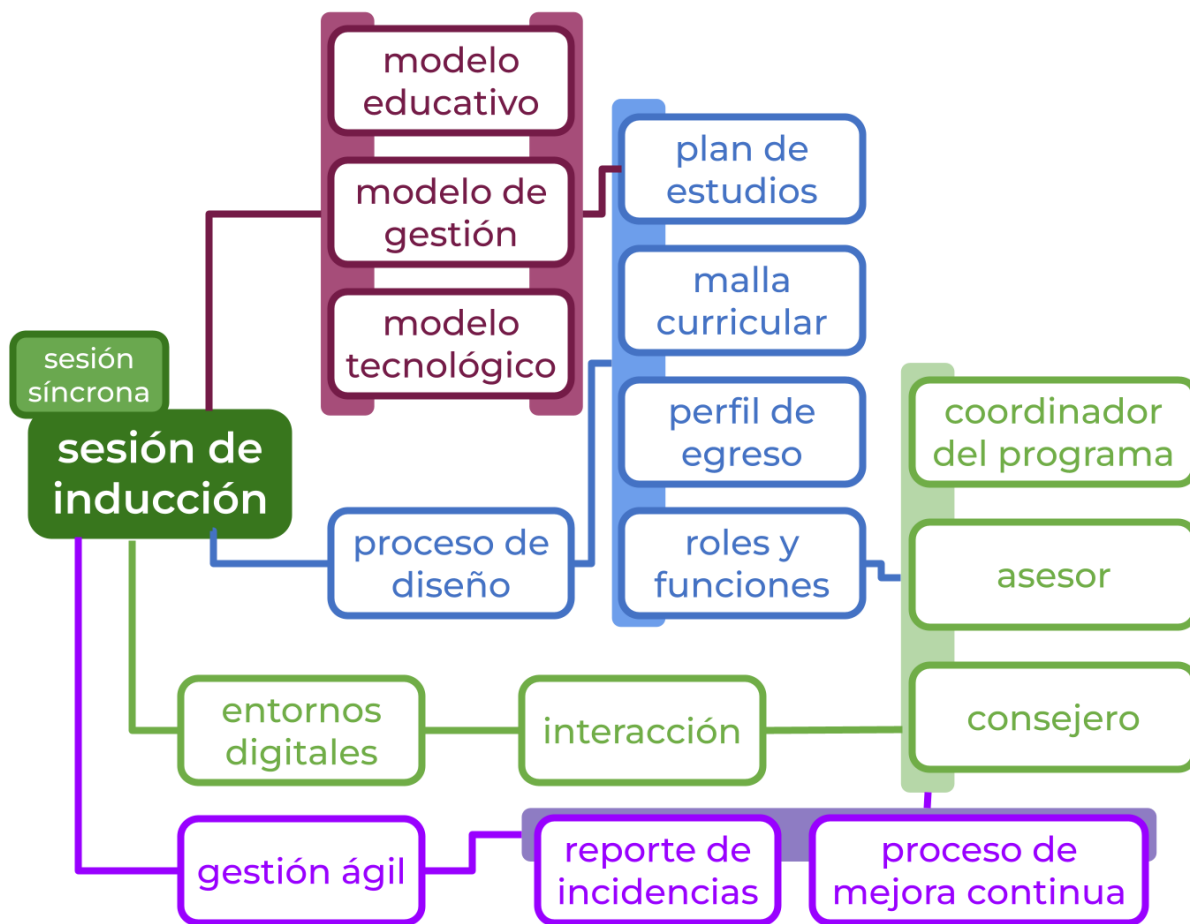 modelo
educativo
modelo de
gestión
modelo
tecnológico
plan de
estudios
malla
curricular
perfil de
egreso
roles y
funciones
sesión
síncrona
sesión de
inducción
proceso de
diseño
coordinador
del programa
asesor
consejero
entornos
digitales
interacción
gestión ágil
reporte de
incidencias
proceso de
mejora continua